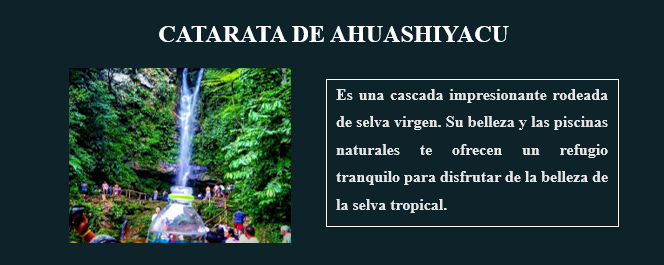 CATARATA DE AHUASHIYACU
Es una cascada impresionante rodeada
de selva virgen. Su belleza y las piscinas
naturales te ofrecen un refugio
tranquilo para disfrutar de la belleza de
la selva tropical.